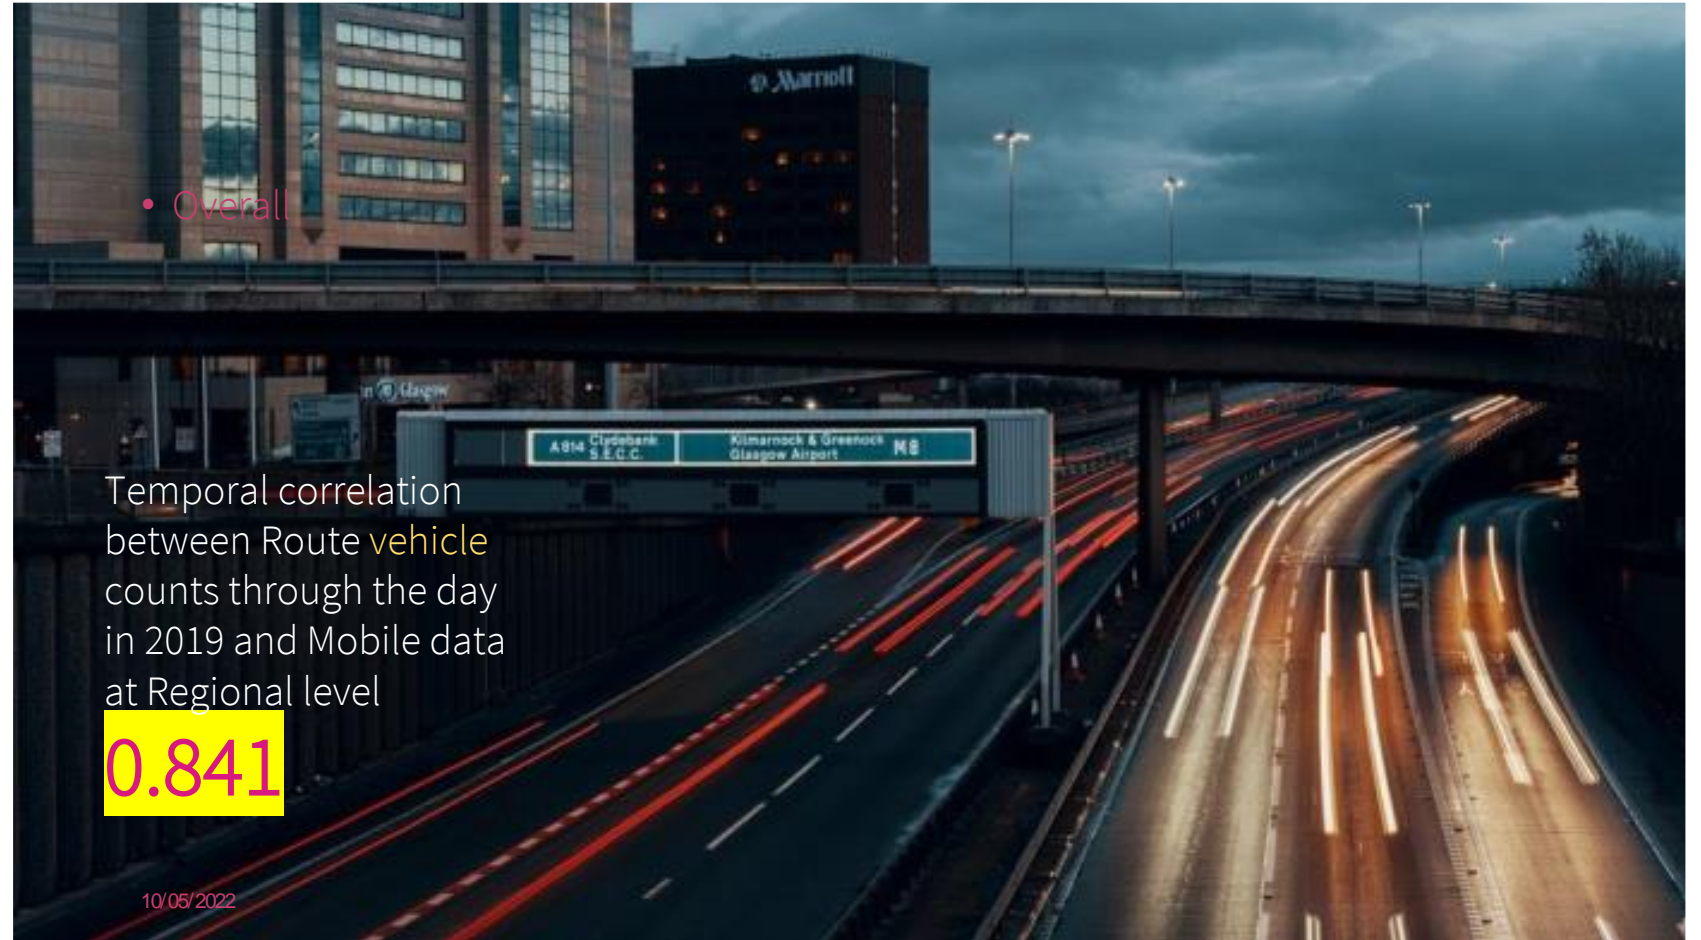 Marriott
• Overall
Glasgow
A814 Clydebank
S.E.C.C.
Kilmarnock & Greenock
Glasgow Airport
M8
Temporal correlation
between Route vehicle
counts through the day
in 2019 and Mobile data
at Regional level
0.841
10/05/2022